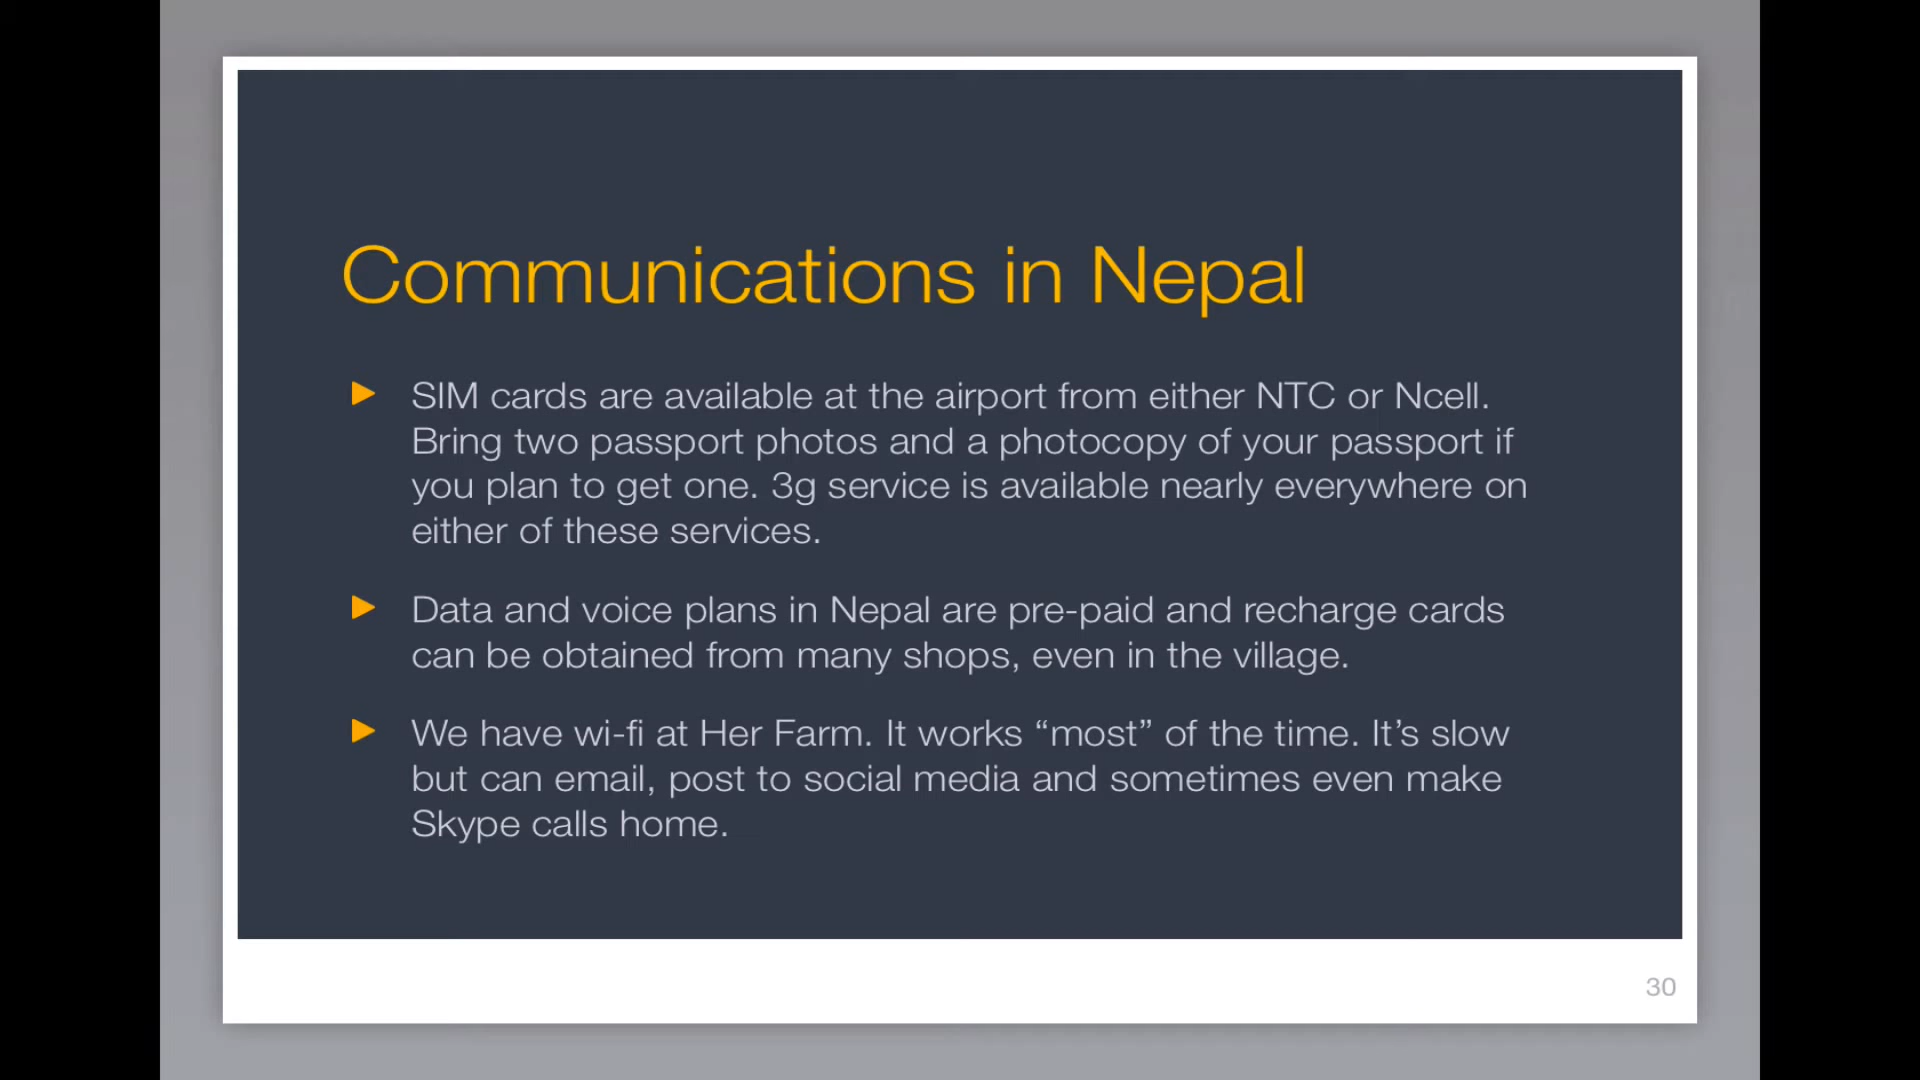 Communications in Nepal
SIM cards are available at the airport from either NTC or Ncell.
Bring two passport photos and a photocopy of your passport if
you plan to get one. 3g service is available nearly everywhere on
either of these services.
Data and voice plans in Nepal are pre-paid and recharge cards
can be obtained from many shops, even in the village.
We have wi-fi at Her Farm. It works “most” of the time. It’s slow
but can email, post to social media and sometimes even make
Skype calls home.
30